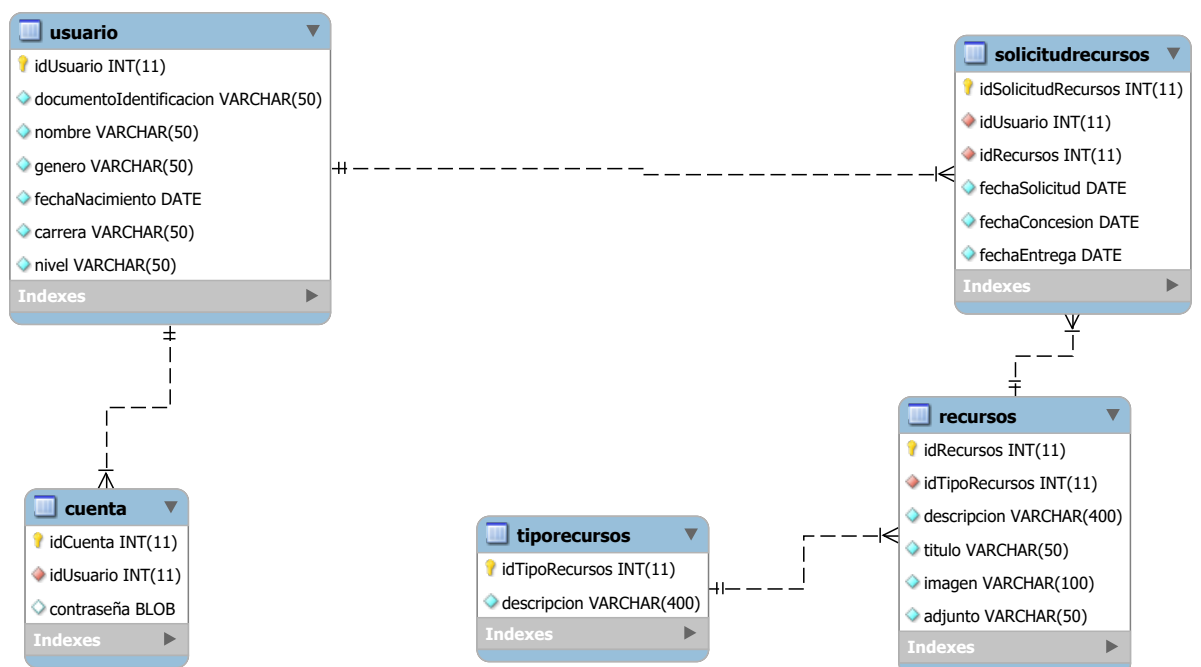 usuario
idUsuario INT(11)
documentoIdentificacion VARCHAR(50)
nombre VARCHAR(50)
genero VARCHAR(50)
fechaNacimiento DATE
carrera VARCHAR(50)
nivel VARCHAR(50)
Indexes
solicitudrecursos
idSolicitudRecursos INT(11)
idUsuario INT(11)
idRecursos INT(11)
fechaSolicitud DATE
fechaConcesion DATE
fechaEntrega DATE
Indexes
cuenta
idCuenta INT(11)
idUsuario INT(11)
contraseña BLOB
Indexes
tiporecursos
idTipoRecursos INT(11)
descripcion VARCHAR(400)
Indexes
recursos
idRecursos INT(11)
idTipoRecursos INT(11)
descripcion VARCHAR(400)
titulo VARCHAR(50)
imagen VARCHAR(100)
adjunto VARCHAR(50)
Indexes